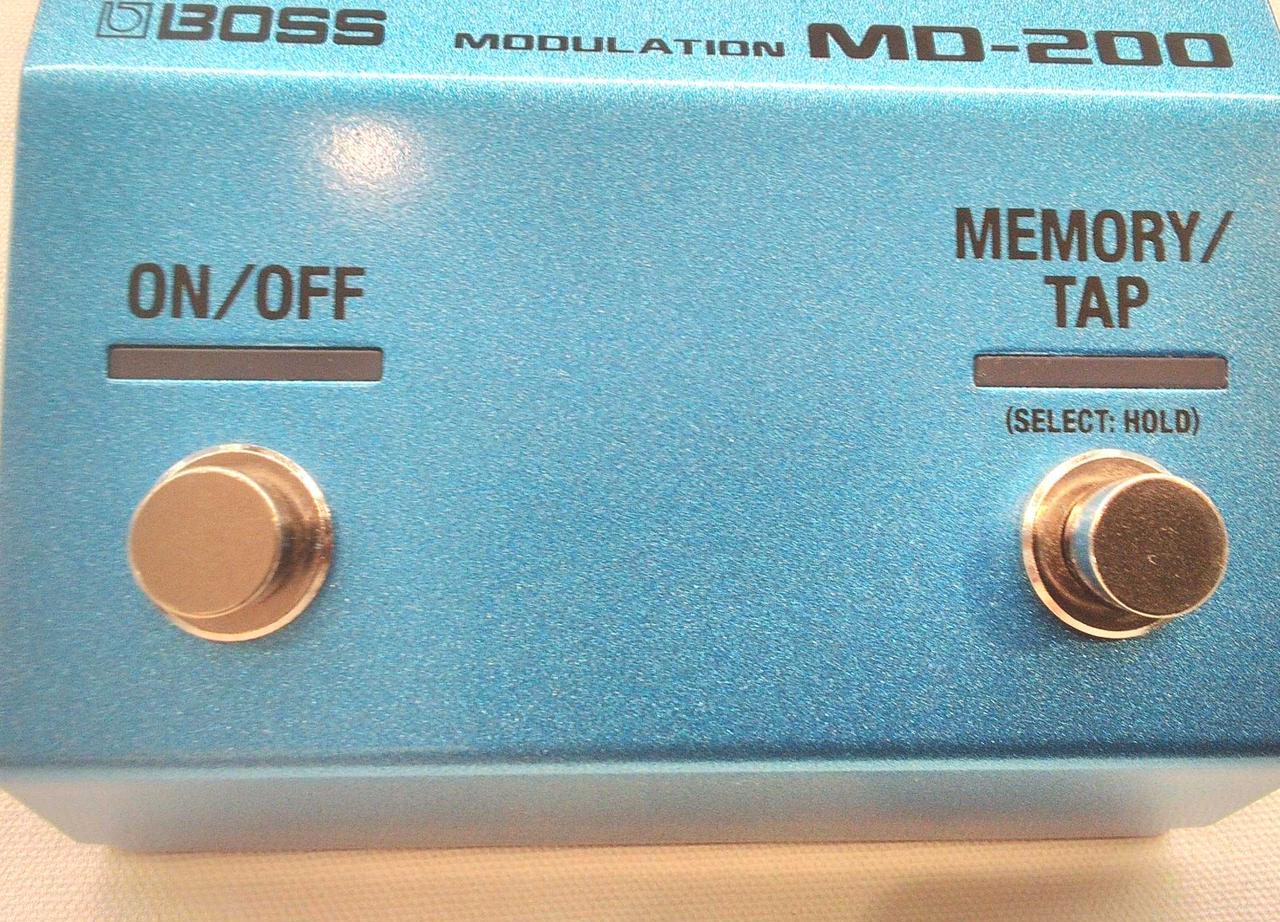 BOSS MODULATION MD-200
ON/OFF
MEMORY/
TAP
(SELECT: HOLD)